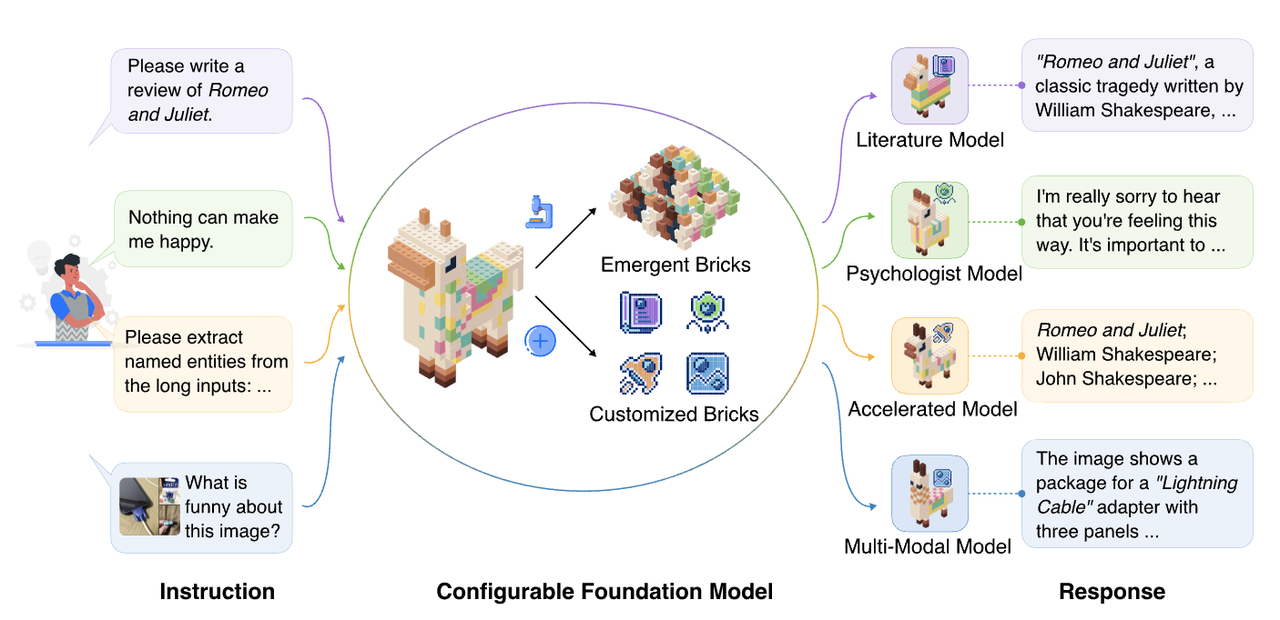 Please write a
review of Romeo
and Juliet.
Nothing can make
me happy.
Please extract
named entities from
the long inputs: ...
What is
funny about
this image?
Instruction
Emergent Bricks
Customized Bricks
Configurable Foundation Model
Literature Model
Psychologist Model
Accelerated Model
Multi-Modal Model
"Romeo and Juliet", a
classic tragedy written by
William Shakespeare, ...
I'm really sorry to hear
that you're feeling this
way. It's important to ...
Romeo and Juliet;
William Shakespeare;
John Shakespeare; ...
The image shows a
package for a "Lightning
Cable" adapter with
three panels ...
Response